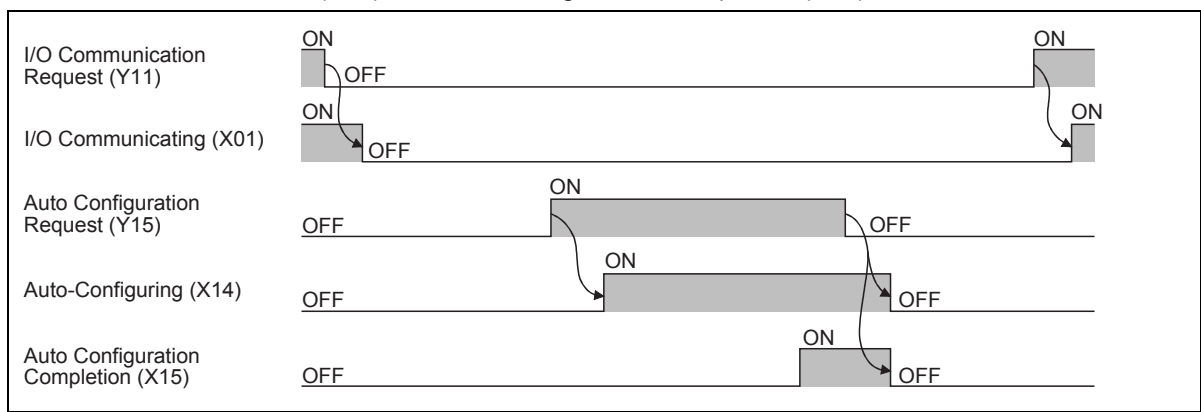 I/O Communication
Request (Y11)
ON
OFF
ON
I/O Communicating (X01)
ON
OFF
ON
Auto Configuration
Request (Y15)
OFF
ON
OFF
Auto-Configuring (X14)
OFF
ON
OFF
Auto Configuration
Completion (X15)
OFF
ON
OFF